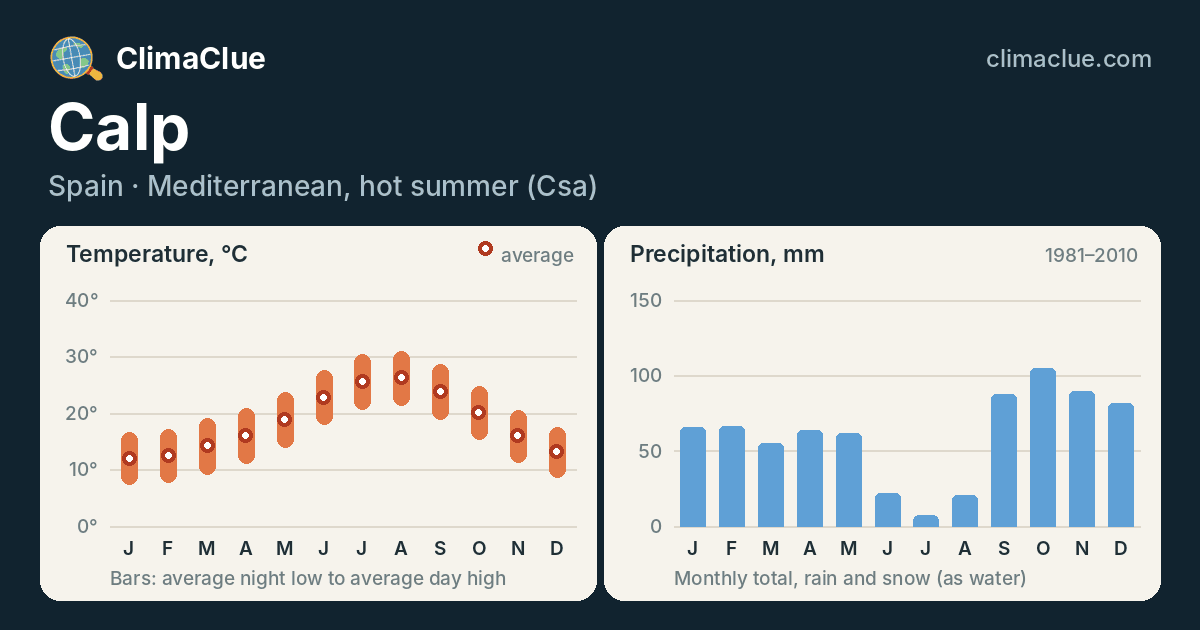 ClimaClue
climaclue.com
Calp
Spain · Mediterranean, hot summer (Csa)
Temperature, °C
average
40°
30°
20°
10°
0°
J F M A M J J A S O N D
Bars: average night low to average day high
Precipitation, mm
1981–2010
150
100
50
0
J F M A M J J A S O N D
Monthly total, rain and snow (as water)